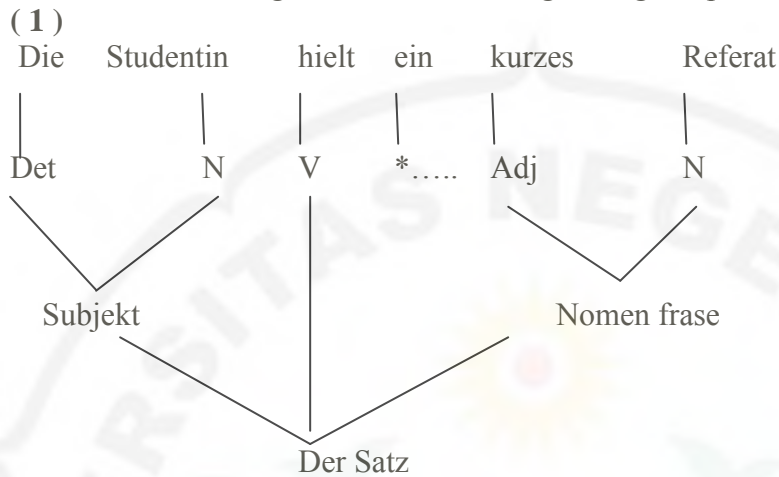 ( 1 )
Die Studentin hielt ein kurzes Referat
Det N V *..... Adj N
Subjekt Nomen frase
Der Satz